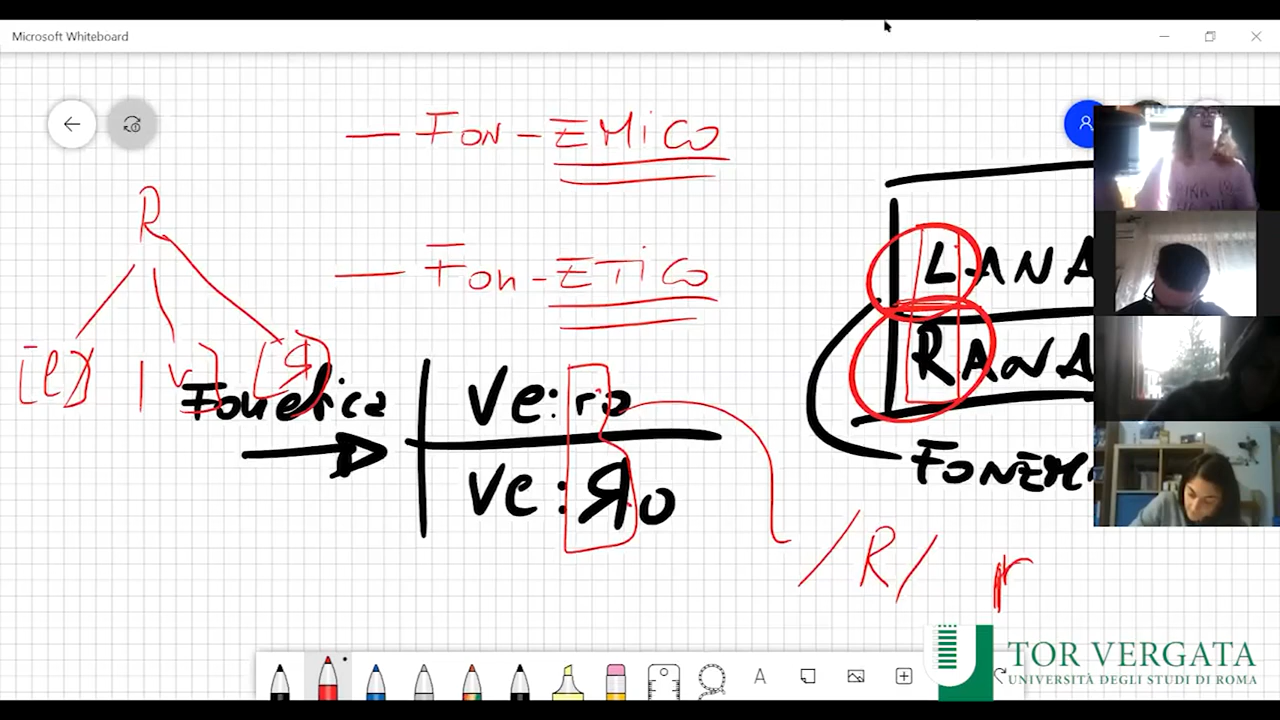 Microsoft Whiteboard
— FON-EMICO
R
— Fon-ETICO
LANA
RANA
[v]
[Я]
Fonetica
Ve:ro
Ve:Яo
/R/ r
TOR VERGATA
UNIVERSITÀ DEGLI STUDI DI ROMA